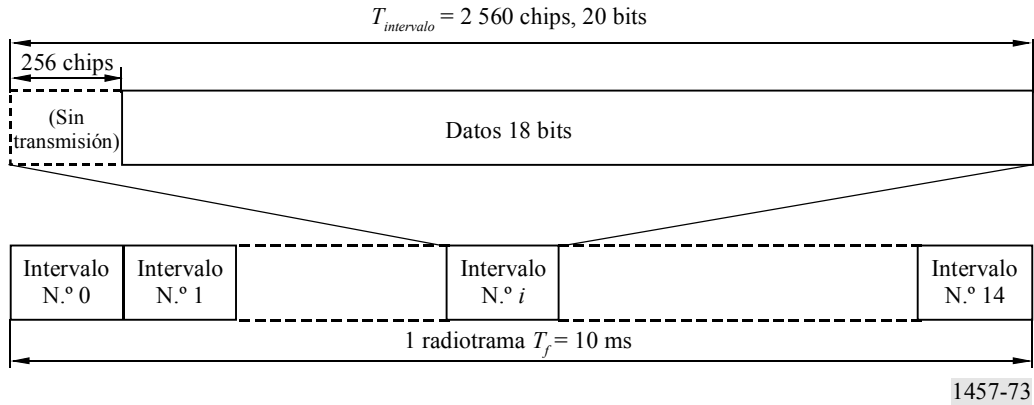 T_intervalo = 2 560 chips, 20 bits
256 chips
(Sin
transmisión)
Datos 18 bits
Intervalo
N.º 0
Intervalo
N.º 1
Intervalo
N.º i
Intervalo
N.º 14
1 radiotrama T_f = 10 ms
1457-73